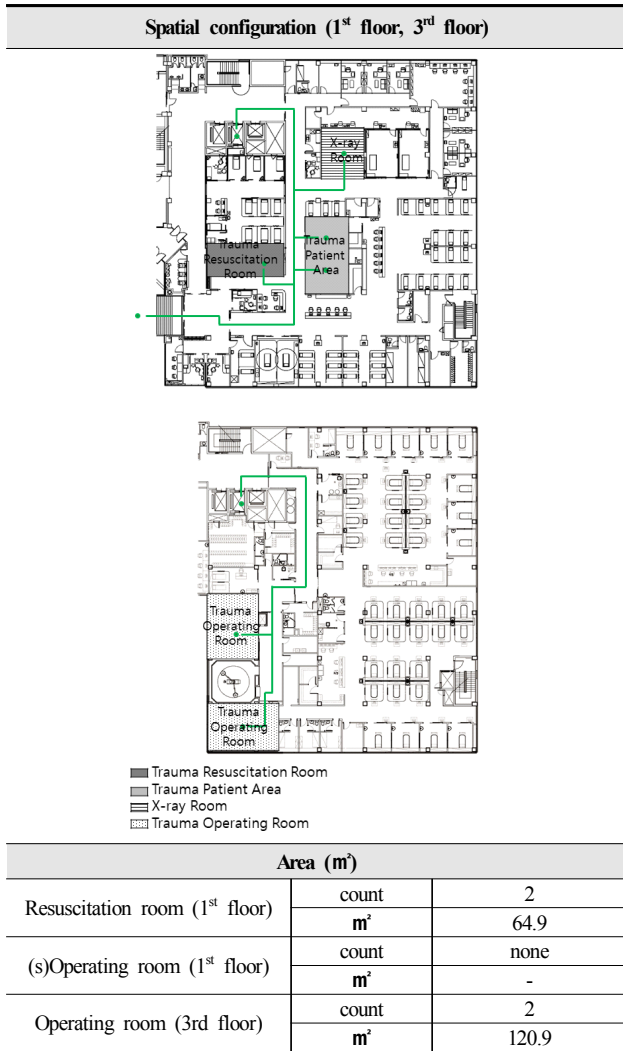 Spatial configuration (1st floor, 3rd floor)
X-ray
Room
Trauma
Resuscitation
Room
Trauma
Patient
Area
Trauma
Operating
Room
Trauma
Operating
Room
Trauma Resuscitation Room
Trauma Patient Area
X-ray Room
Trauma Operating Room
Area (㎡)
Resuscitation room (1st floor)
count 2
㎡ 64.9
(s)Operating room (1st floor)
count none
㎡ -
Operating room (3rd floor)
count 2
㎡ 120.9